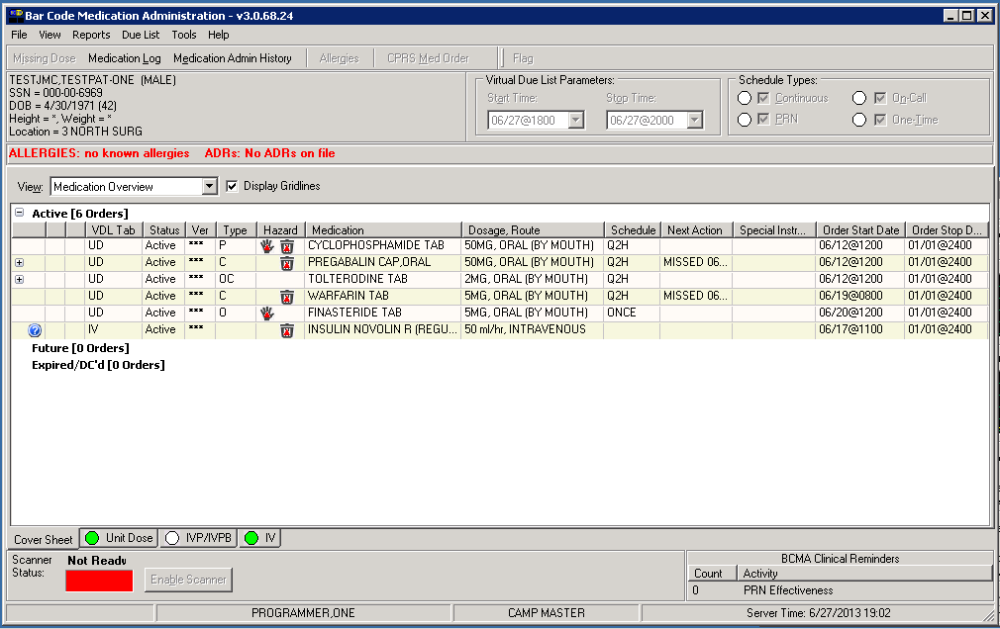 Bar Code Medication Administration - v3.0.68.24
File View Reports Due List Tools Help
Missing Dose Medication Log Medication Admin History Allergies CPRS Med Order Flag
TESTJMC,TESTPAT-ONE (MALE)
SSN = 000-00-6969
DOB = 4/30/1971 (42)
Height = *, Weight = *
Location = 3 NORTH SURG
Virtual Due List Parameters:
Start Time: Stop Time:
06/27@1800 06/27@2000
Schedule Types:
Continuous On-Call
PRN One-Time
ALLERGIES: no known allergies ADRs: No ADRs on file
View: Medication Overview Display Gridlines
Active [6 Orders]
VDL Tab Status Ver Type Hazard Medication Dosage, Route Schedule Next Action Special Instr... Order Start Date Order Stop D...
UD Active *** P CYCLOPHOSPHAMIDE TAB 50MG, ORAL (BY MOUTH) Q2H 06/12@1200 01/01@2400
UD Active *** C PREGABALIN CAP,ORAL 50MG, ORAL (BY MOUTH) Q2H MISSED 06... 06/12@1200 01/01@2400
UD Active *** OC TOLTERODINE TAB 2MG, ORAL (BY MOUTH) Q2H 06/12@1200 01/01@2400
UD Active *** C WARFARIN TAB 5MG, ORAL (BY MOUTH) Q2H MISSED 06... 06/19@0800 01/01@2400
UD Active *** O FINASTERIDE TAB 5MG, ORAL (BY MOUTH) ONCE 06/20@1200 01/01@2400
IV Active *** INSULIN NOVOLIN R (REGU... 50 ml/hr, INTRAVENOUS 06/17@1100 01/01@2400
Future [0 Orders]
Expired/DC'd [0 Orders]
Cover Sheet Unit Dose IVP/IVPB IV
Scanner Status: Not Ready
Enable Scanner
BCMA Clinical Reminders
Count Activity
0 PRN Effectiveness
PROGRAMMER,ONE CAMP MASTER Server Time: 6/27/2013 19:02